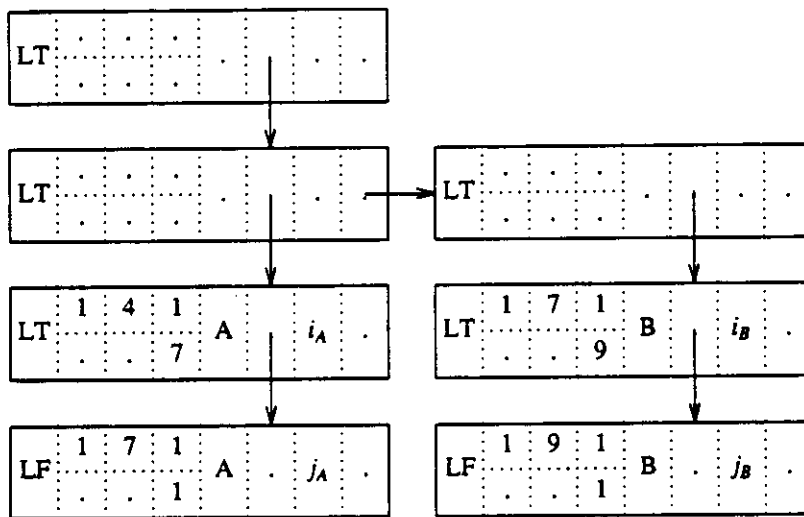 LT
LT
LT
1 4 1
LT A i_A
7
1 7 1
LT B i_B
9
1 7 1
LF A j_A
1
1 9 1
LF B j_B
1